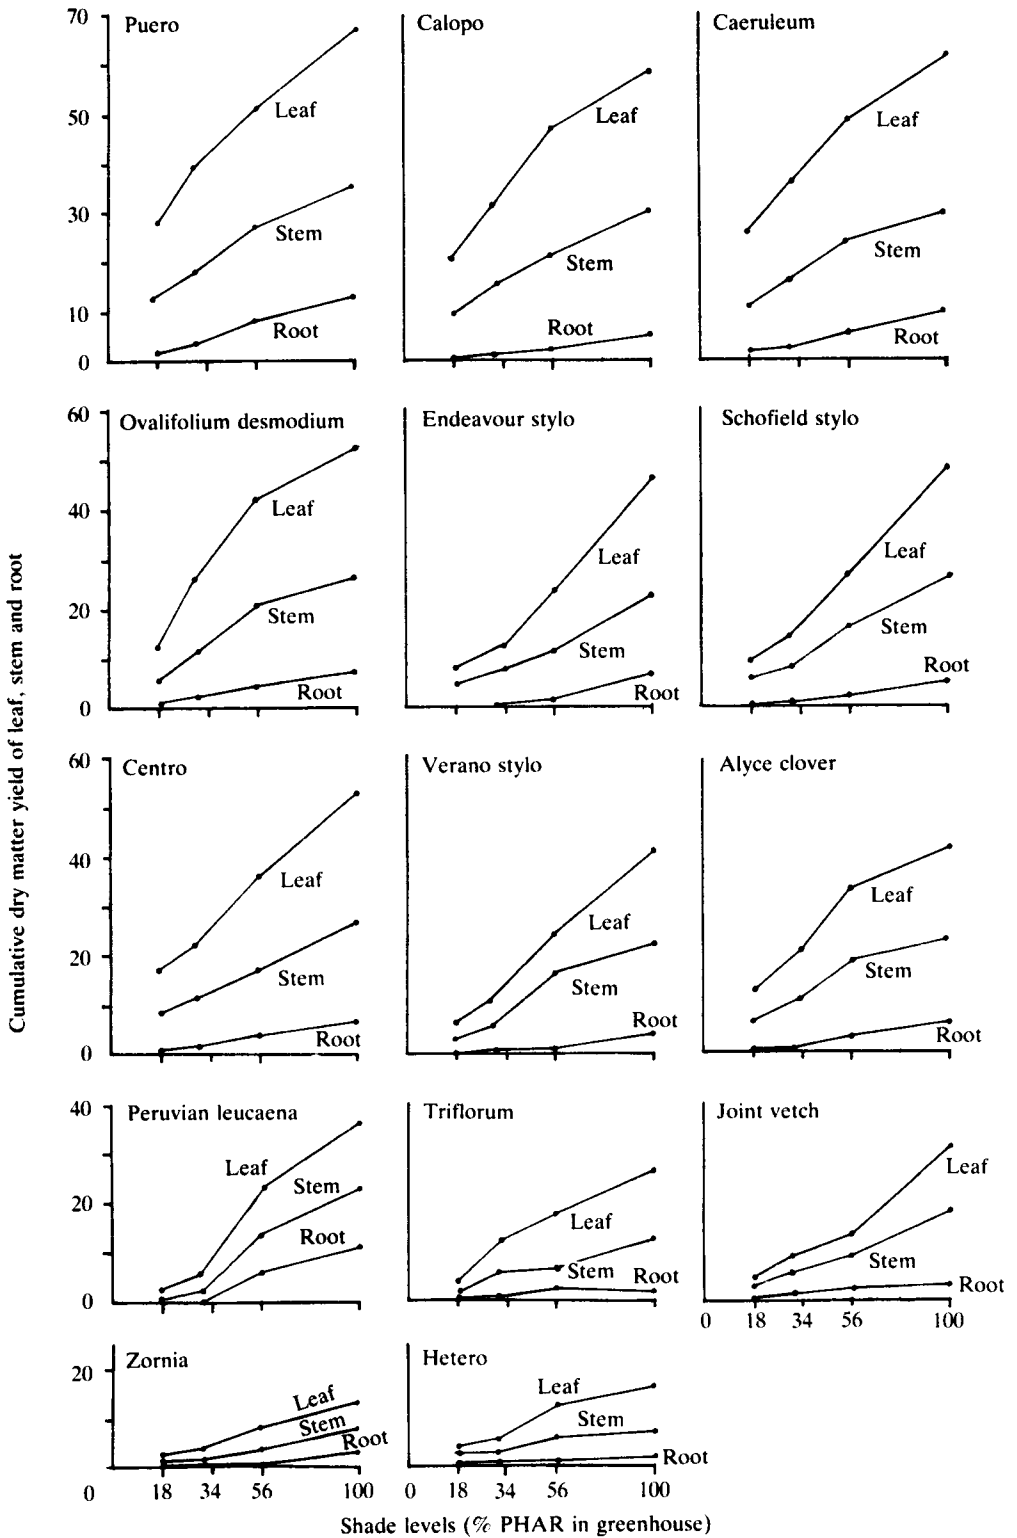 70
50
30
10
0
Puero
Leaf
Stem
Root
Calopo
Leaf
Stem
Root
Caeruleum
Leaf
Stem
Root
Cumulative dry matter yield of leaf, stem and root
60
40
20
0
Ovalifolium desmodium
Leaf
Stem
Root
Endeavour stylo
Leaf
Stem
Root
Schofield stylo
Leaf
Stem
Root
60
40
20
0
Centro
Leaf
Stem
Root
Verano stylo
Leaf
Stem
Root
Alyce clover
Leaf
Stem
Root
40
20
0
Peruvian leucaena
Leaf
Stem
Root
Triflorum
Leaf
Stem
Root
Joint vetch
Leaf
Stem
Root
0 18 34 56 100
20
Zornia
Leaf
Stem
Root
0 18 34 56 100
Hetero
Leaf
Stem
Root
0 18 34 56 100
Shade levels (% PHAR in greenhouse)